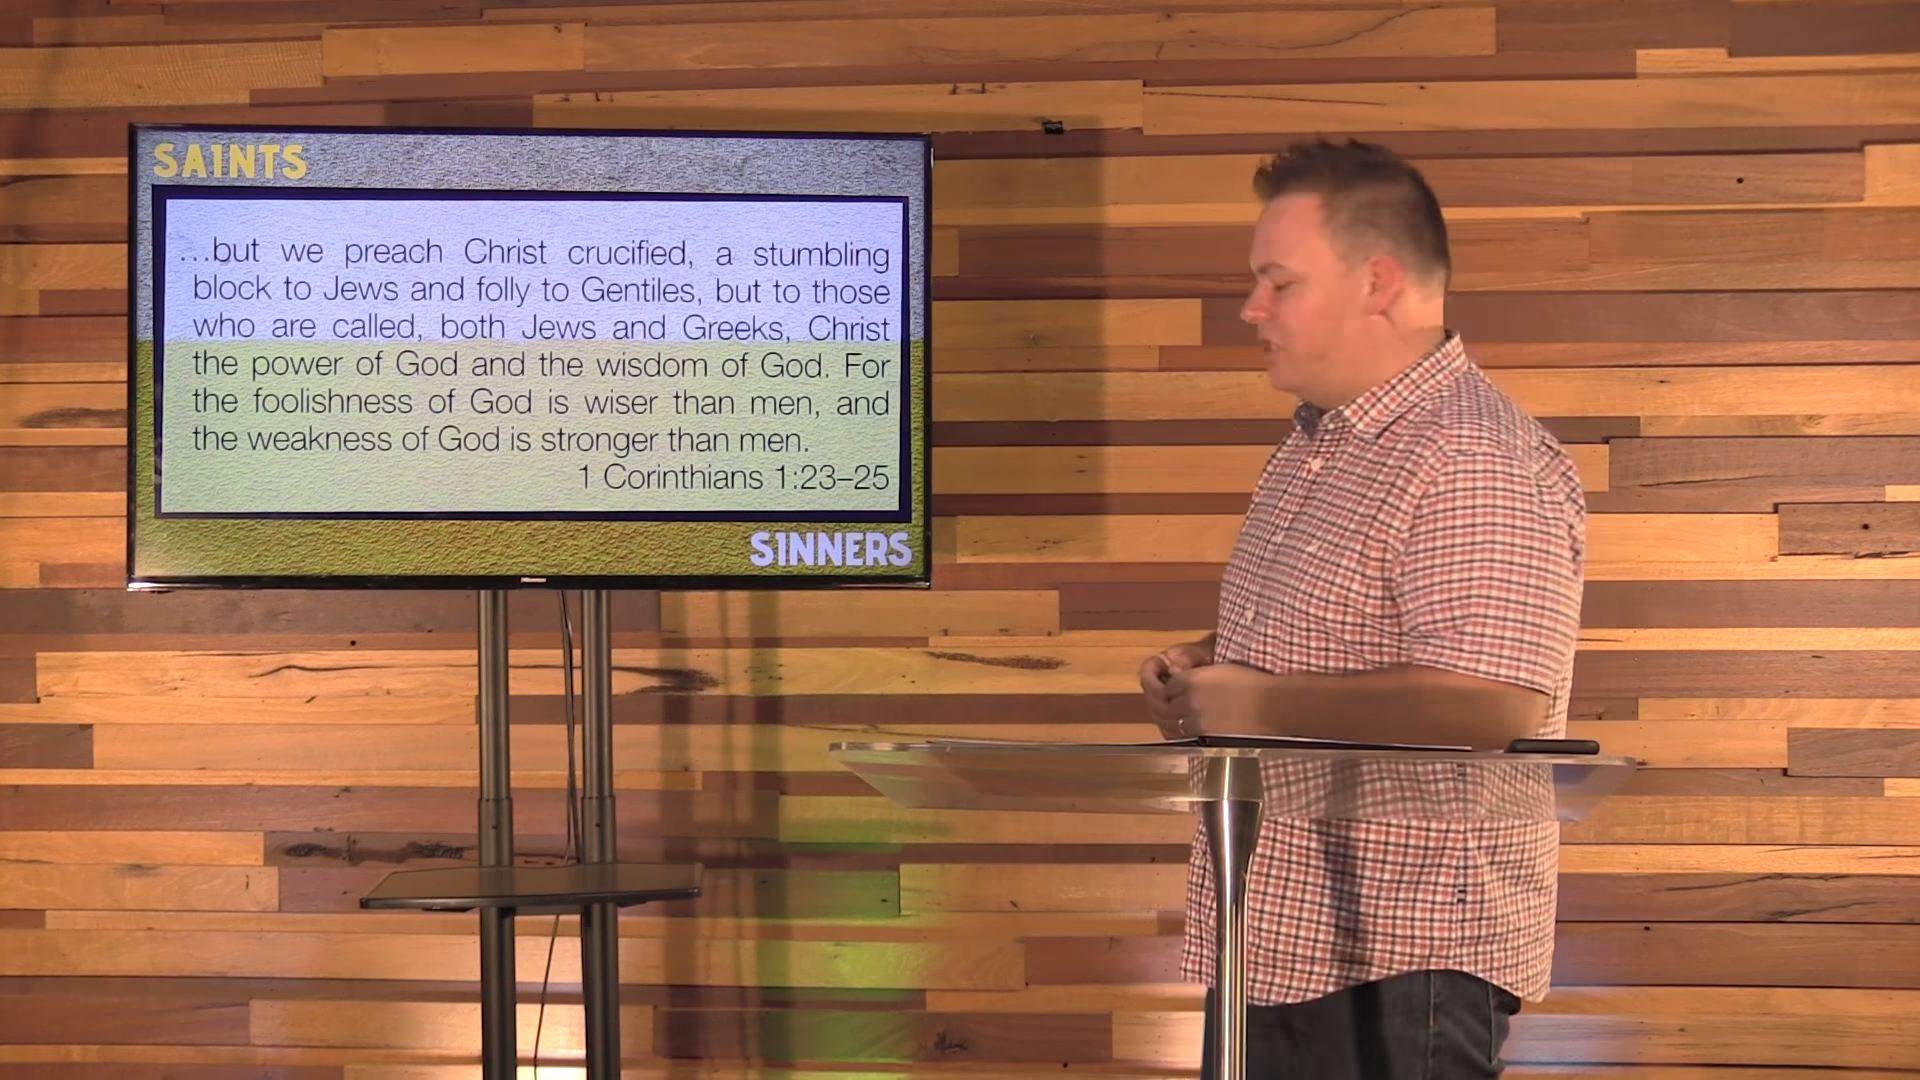 SAINTS
...but we preach Christ crucified, a stumbling
block to Jews and folly to Gentiles, but to those
who are called, both Jews and Greeks, Christ
the power of God and the wisdom of God. For
the foolishness of God is wiser than men, and
the weakness of God is stronger than men.
1 Corinthians 1:23–25
SINNERS
Hisense